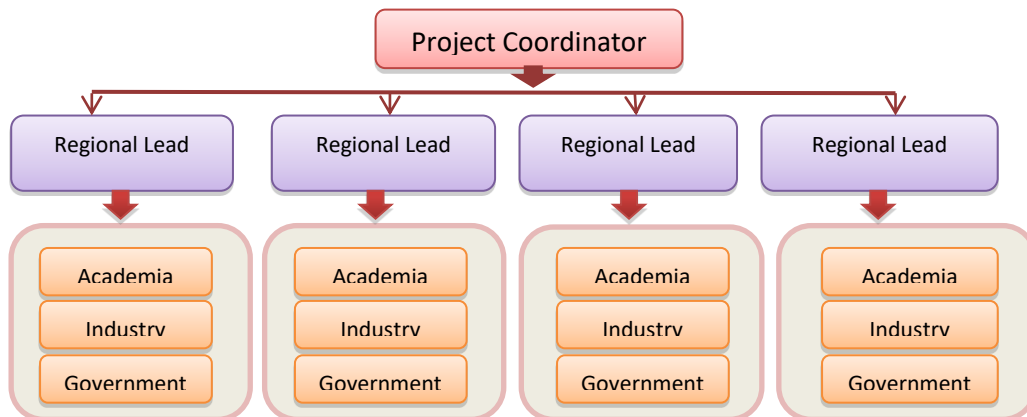 Project Coordinator
Regional Lead
Regional Lead
Regional Lead
Regional Lead
Academia
Industry
Government
Academia
Industry
Government
Academia
Industry
Government
Academia
Industry
Government